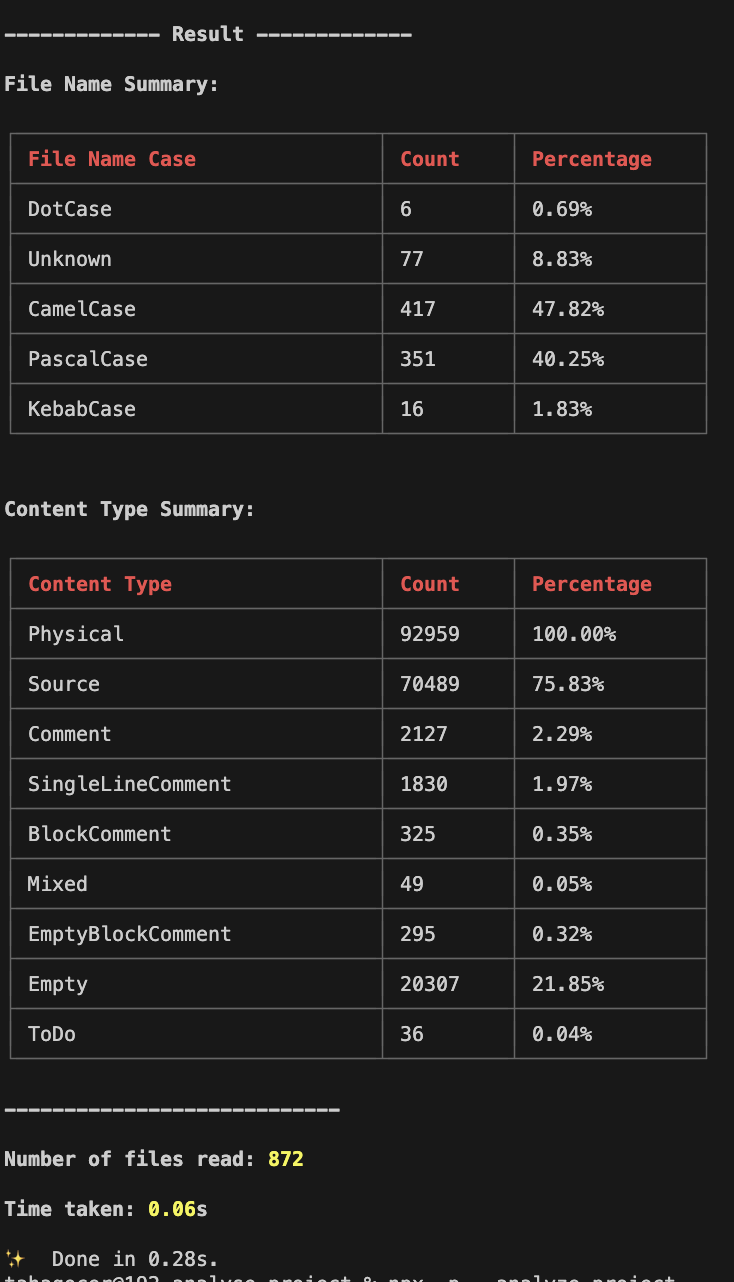 ------------- Result -------------
File Name Summary:
File Name Case Count Percentage
DotCase 6 0.69%
Unknown 77 8.83%
CamelCase 417 47.82%
PascalCase 351 40.25%
KebabCase 16 1.83%
Content Type Summary:
Content Type Count Percentage
Physical 92959 100.00%
Source 70489 75.83%
Comment 2127 2.29%
SingleLineComment 1830 1.97%
BlockComment 325 0.35%
Mixed 49 0.05%
EmptyBlockComment 295 0.32%
Empty 20307 21.85%
ToDo 36 0.04%
----------------------------
Number of files read: 872
Time taken: 0.06s
✨ Done in 0.28s.